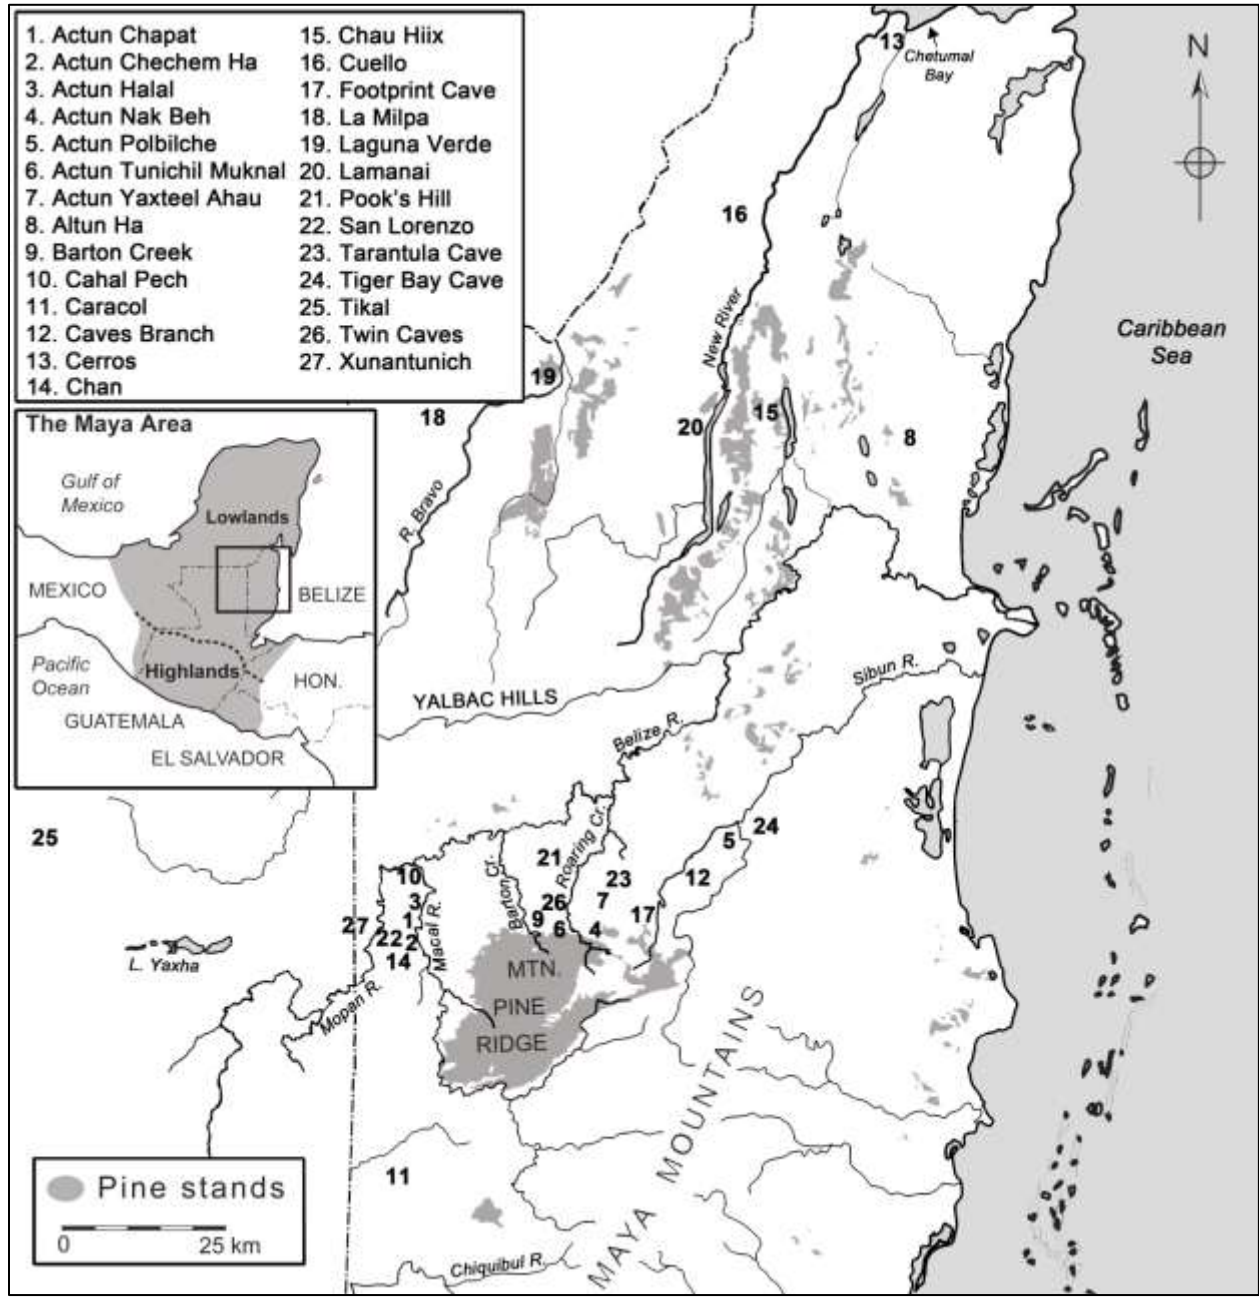 1. Actun Chapat
2. Actun Chechem Ha
3. Actun Halal
4. Actun Nak Beh
5. Actun Polbilche
6. Actun Tunichil Muknal
7. Actun Yaxteel Ahau
8. Altun Ha
9. Barton Creek
10. Cahal Pech
11. Caracol
12. Caves Branch
13. Cerros
14. Chan
15. Chau Hiix
16. Cuello
17. Footprint Cave
18. La Milpa
19. Laguna Verde
20. Lamanai
21. Pook's Hill
22. San Lorenzo
23. Tarantula Cave
24. Tiger Bay Cave
25. Tikal
26. Twin Caves
27. Xunantunich
13
Chetumal
Bay
N
16
New River
Caribbean
Sea
19
18
20
15
8
R. Bravo
The Maya Area
Gulf of
Mexico
Lowlands
MEXICO
BELIZE
Pacific
Ocean
Highlands
HON.
GUATEMALA
EL SALVADOR
YALBAC HILLS
Sibun R.
Belize R.
25
24
5
Roaring Cr.
21
Barton Cr.
10
23
12
3
7
26
Macal R.
27
1
9
17
22
2
6
4
14
L. Yaxha
MTN.
PINE
RIDGE
Mopan R.
MAYA MOUNTAINS
11
Pine stands
0 25 km
Chiquibul R.